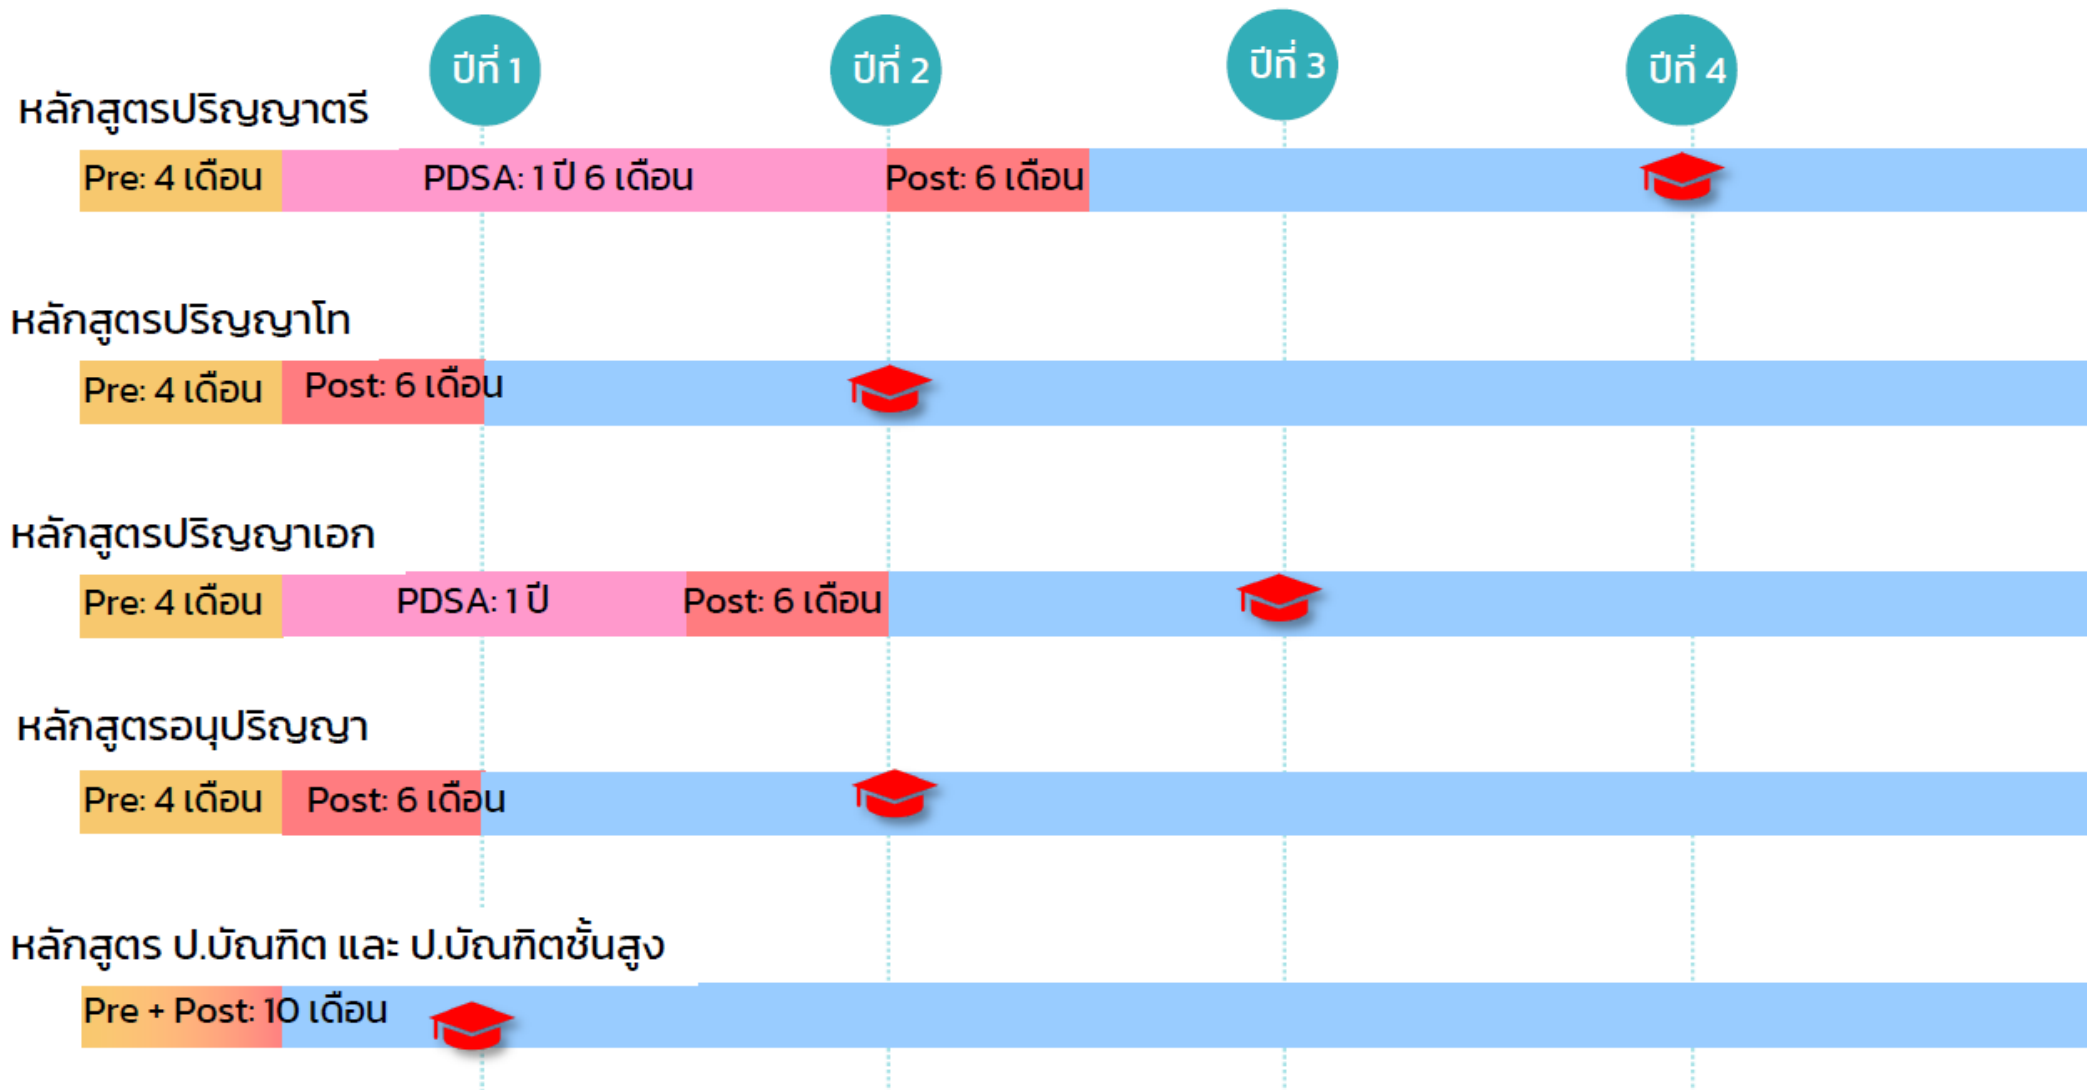 ปีที่ 1 ปีที่ 2 ปีที่ 3 ปีที่ 4
หลักสูตรปริญญาตรี
Pre: 4 เดือน PDSA: 1 ปี 6 เดือน Post: 6 เดือน
หลักสูตรปริญญาโท
Pre: 4 เดือน Post: 6 เดือน
หลักสูตรปริญญาเอก
Pre: 4 เดือน PDSA: 1 ปี Post: 6 เดือน
หลักสูตรอนุปริญญา
Pre: 4 เดือน Post: 6 เดือน
หลักสูตร ป.บัณฑิต และ ป.บัณฑิตชั้นสูง
Pre + Post: 10 เดือน